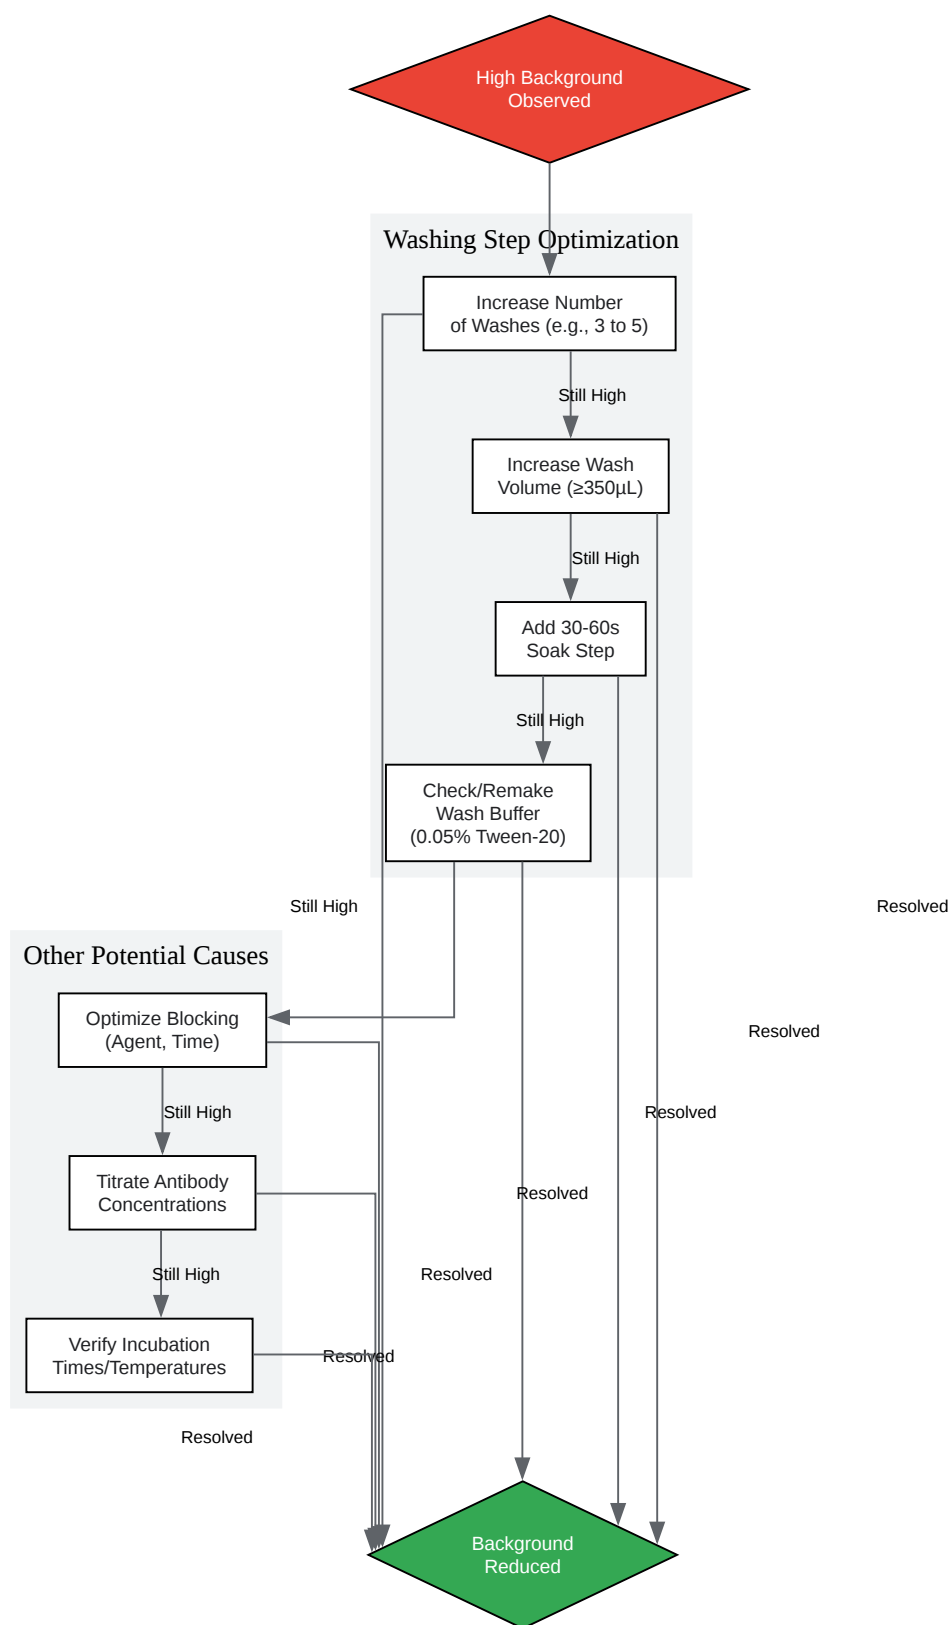 High Background
Observed
Washing Step Optimization
Increase Number
of Washes (e.g., 3 to 5)
Still High
Increase Wash
Volume (≥350µL)
Still High
Add 30-60s
Soak Step
Still High
Check/Remake
Wash Buffer
(0.05% Tween-20)
Still High
Resolved
Other Potential Causes
Optimize Blocking
(Agent, Time)
Resolved
Still High
Resolved
Titrate Antibody
Concentrations
Resolved
Still High
Resolved
Verify Incubation
Times/Temperatures
Resolved
Resolved
Background
Reduced